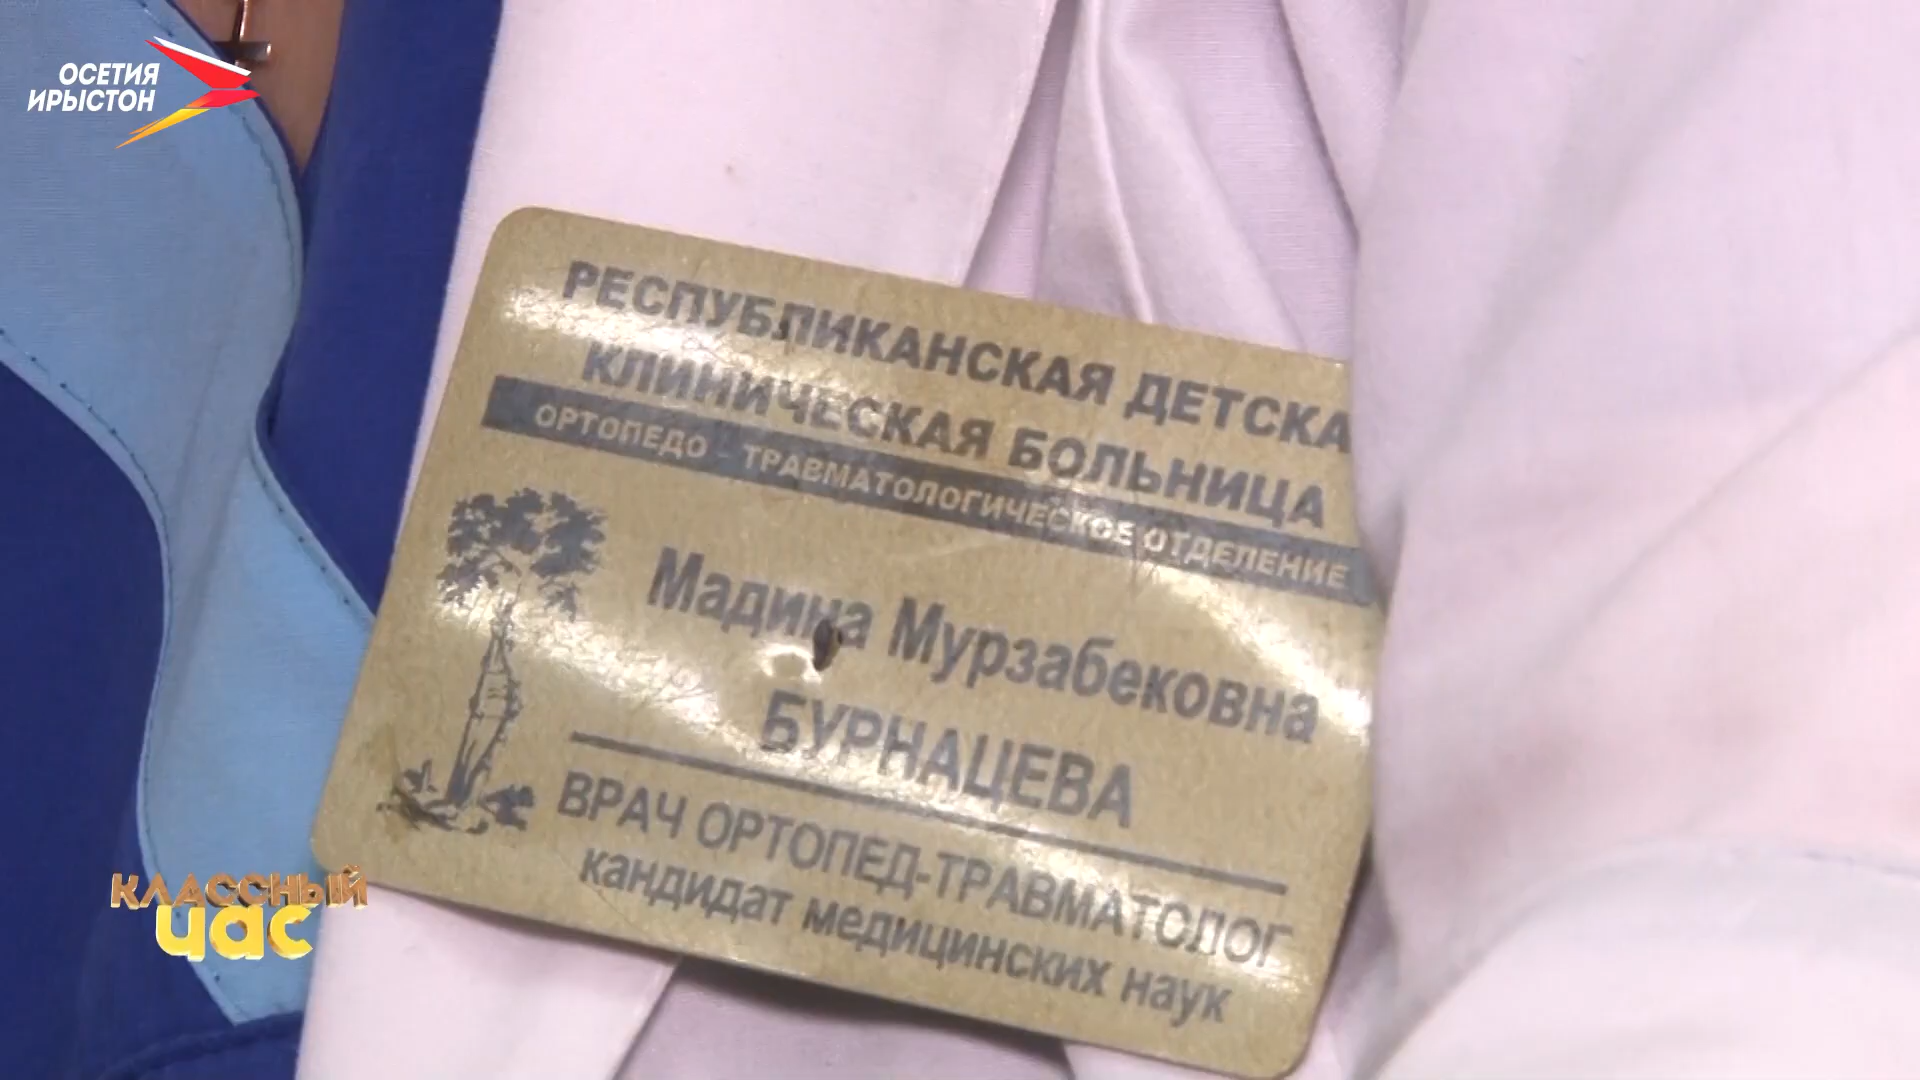 ОСЕТИЯ
ИРЫСТОН
РЕСПУБЛИКАНСКАЯ ДЕТСКА
КЛИНИЧЕСКАЯ БОЛЬНИЦА
ОРТОПЕДО - ТРАВМАТОЛОГИЧЕСКОЕ ОТДЕЛЕНИЕ
Мадина Мурзабековна
БУРНАЦЕВА
ВРАЧ ОРТОПЕД-ТРАВМАТОЛОГ
кандидат медицинских наук
КЛАССНЫЙ
час